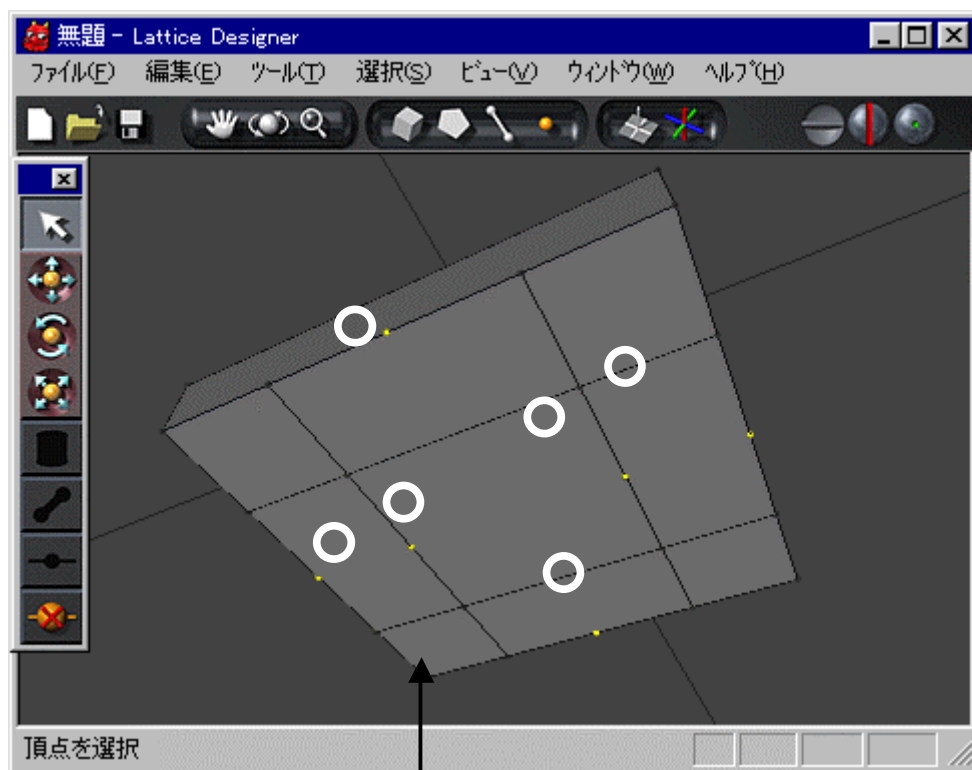 無題 - Lattice Designer
ファイル(F) 編集(E) ツール(T) 選択(S) ビュー(V) ウィンドウ(W) ヘルプ(H)
頂点を選択